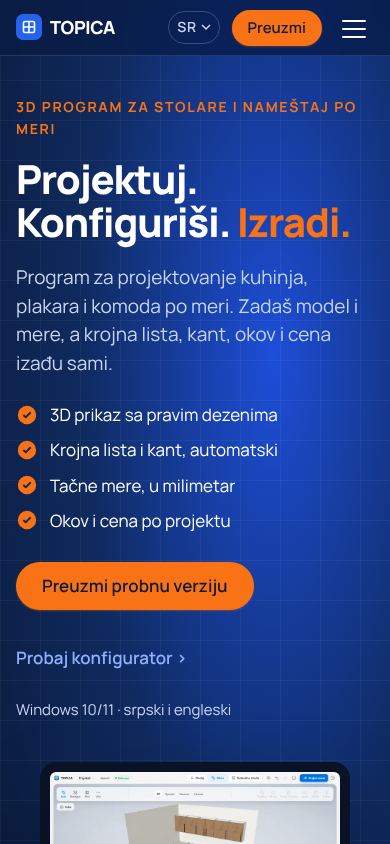 TOPICA
SR
Preuzmi
3D PROGRAM ZA STOLARE I NAMEŠTAJ PO
MERI
Projektuj.
Konfiguriši. Izradi.
Program za projektovanje kuhinja,
plakara i komoda po meri. Zadaš model i
mere, a krojna lista, kant, okov i cena
izađu sami.
3D prikaz sa pravim dezenima
Krojna lista i kant, automatski
Tačne mere, u milimetar
Okov i cena po projektu
Preuzmi probnu verziju
Probaj konfigurator
Windows 10/11 · srpski i engleski
TOPICA